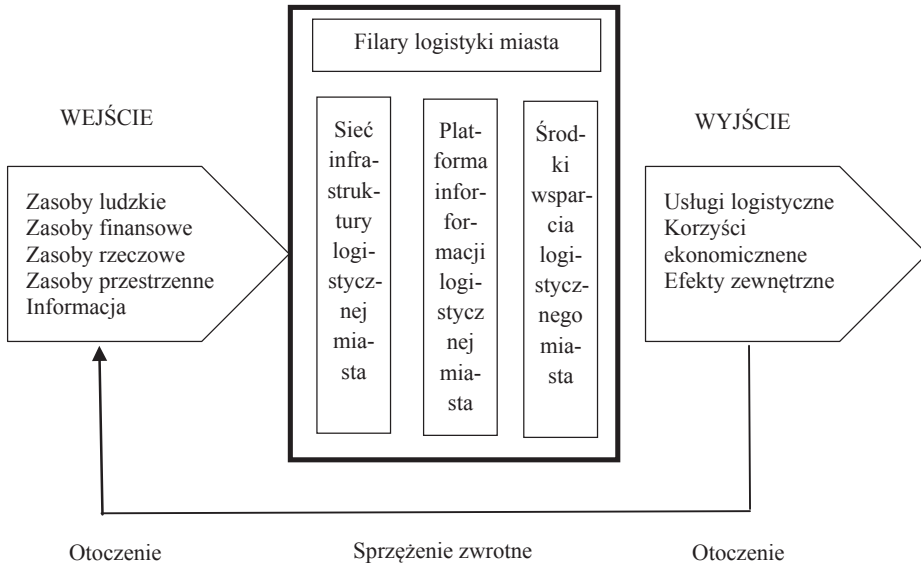 Filary logistyki miasta
WEJŚCIE
Zasoby ludzkie
Zasoby finansowe
Zasoby rzeczowe
Zasoby przestrzenne
Informacja
Sieć
infra-
struk-
tury
logi-
stycz-
nej
mia-
sta
Plat-
forma
infor-
for-
macji
logi-
stycz
nej
mia-
sta
Środ-
ki
wspar-
cia
logi-
stycz-
nego
mia-
sta
WYJŚCIE
Usługi logistyczne
Korzyści
ekonomicznene
Efekty zewnętrzne
Otoczenie
Sprzężenie zwrotne
Otoczenie